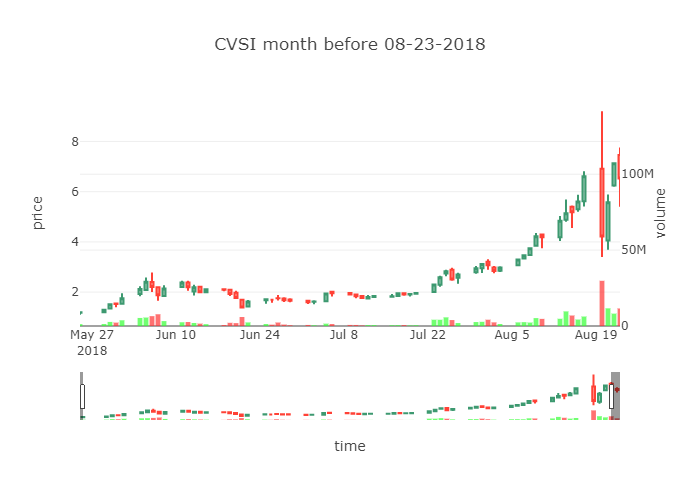 CVSI month before 08-23-2018
8
6
4
2
price
100M
50M
0
volume
May 27
2018
Jun 10
Jun 24
Jul 8
Jul 22
Aug 5
Aug 19
time